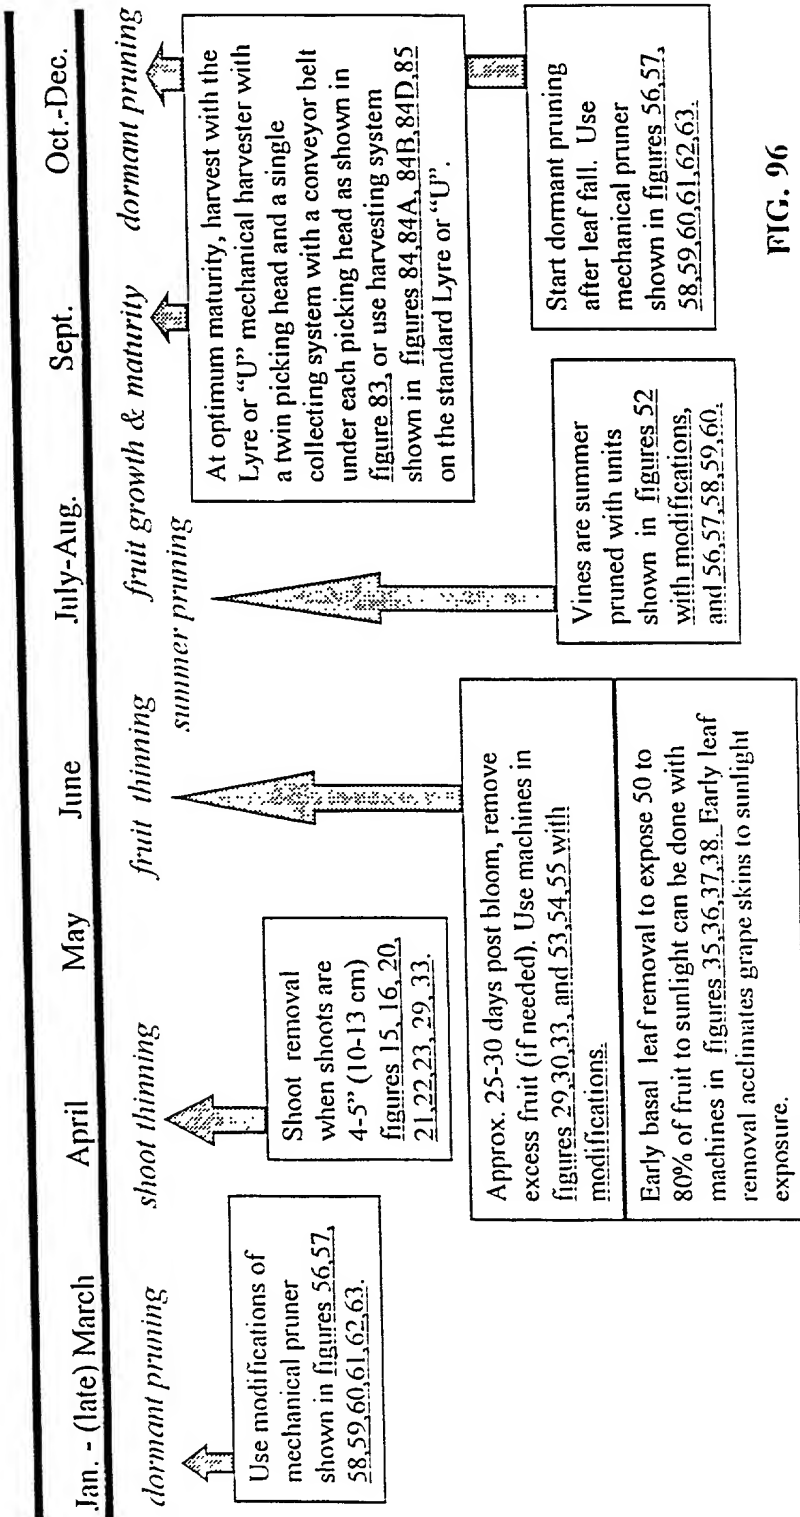 Jan. - (late) March April May June July-Aug. Sept. Oct.-Dec.
dormant pruning shoot thinning fruit thinning fruit growth & maturity dormant pruning
summer pruning
Use modifications of
mechanical pruner
shown in figures 56,57,
58,59,60,61,62,63.
Shoot removal
when shoots are
4-5" (10-13 cm)
figures 15, 16, 20,
21,22,23, 29, 33.
Approx. 25-30 days post bloom, remove
excess fruit (if needed). Use machines in
figures 29,30,33, and 53,54,55 with
modifications.
Early basal leaf removal to expose 50 to
80% of fruit to sunlight can be done with
machines in figures 35,36,37,38. Early leaf
removal acclimates grape skins to sunlight
exposure.
Vines are summer
pruned with units
shown in figures 52
with modifications,
and 56,57,58,59,60.
At optimum maturity, harvest with the
Lyre or "U" mechanical harvester with
a twin picking head and a single
collecting system with a conveyor belt
under each picking head as shown in
figure 83, or use harvesting system
shown in figures 84,84A, 84B,84D,85
on the standard Lyre or "U".
Start dormant pruning
after leaf fall. Use
mechanical pruner
shown in figures 56,57,
58,59,60,61,62,63.
FIG. 96